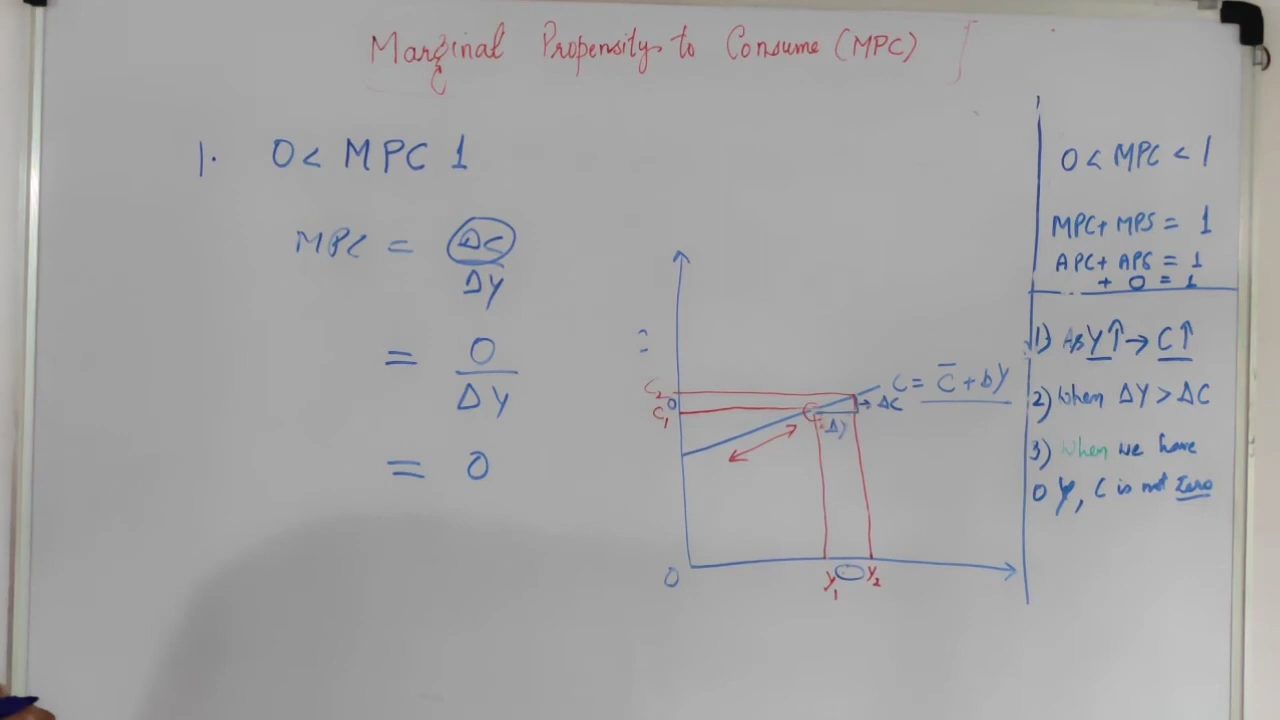 Marginal Propensity to Consume (MPC)
1. 0 < MPC 1
MPC = ΔC
ΔY
= 0
ΔY
= 0
C2
0
C1
C = C̅ + bY
→ ΔC
ΔY
0
Y1
Y2
0 < MPC < 1
MPC + MPS = 1
APC + APS = 1
+ 0 = 1
1) As Y↑ → C↑
2) When ΔY > ΔC
3) When we have
0 Y, C is not Zero